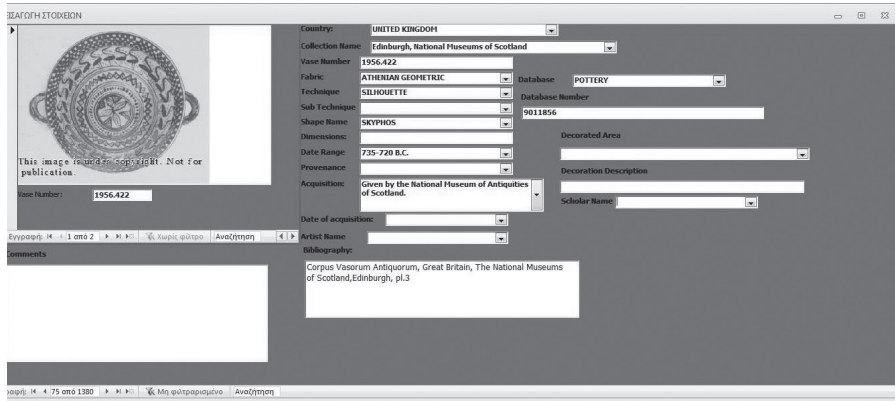 ΕΙΣΑΓΩΓΗ ΣΤΟΙΧΕΙΩΝ
This image is under copyright. Not for
publication.
Vase Number: 1956.422
Εγγραφή: 1 από 2 Χωρίς φίλτρο Αναζήτηση
Comments
Country: UNITED KINGDOM
Collection Name Edinburgh, National Museums of Scotland
Vase Number 1956.422
Fabric ATHENIAN GEOMETRIC
Technique SILHOUETTE
Sub Technique
Shape Name SKYPHOS
Dimensions:
Date Range 735-720 B.C.
Provenance
Acquisition: Given by the National Museum of Antiquities
of Scotland.
Date of acquisition:
Artist Name
Bibliography:
Corpus Vasorum Antiquorum, Great Britain, The National Museums
of Scotland,Edinburgh, pl.3
Database POTTERY
Database Number
9011856
Decorated Area
Decoration Description
Scholar Name
ραφή: 75 από 1380 Μη φιλτραρισμένο Αναζήτηση